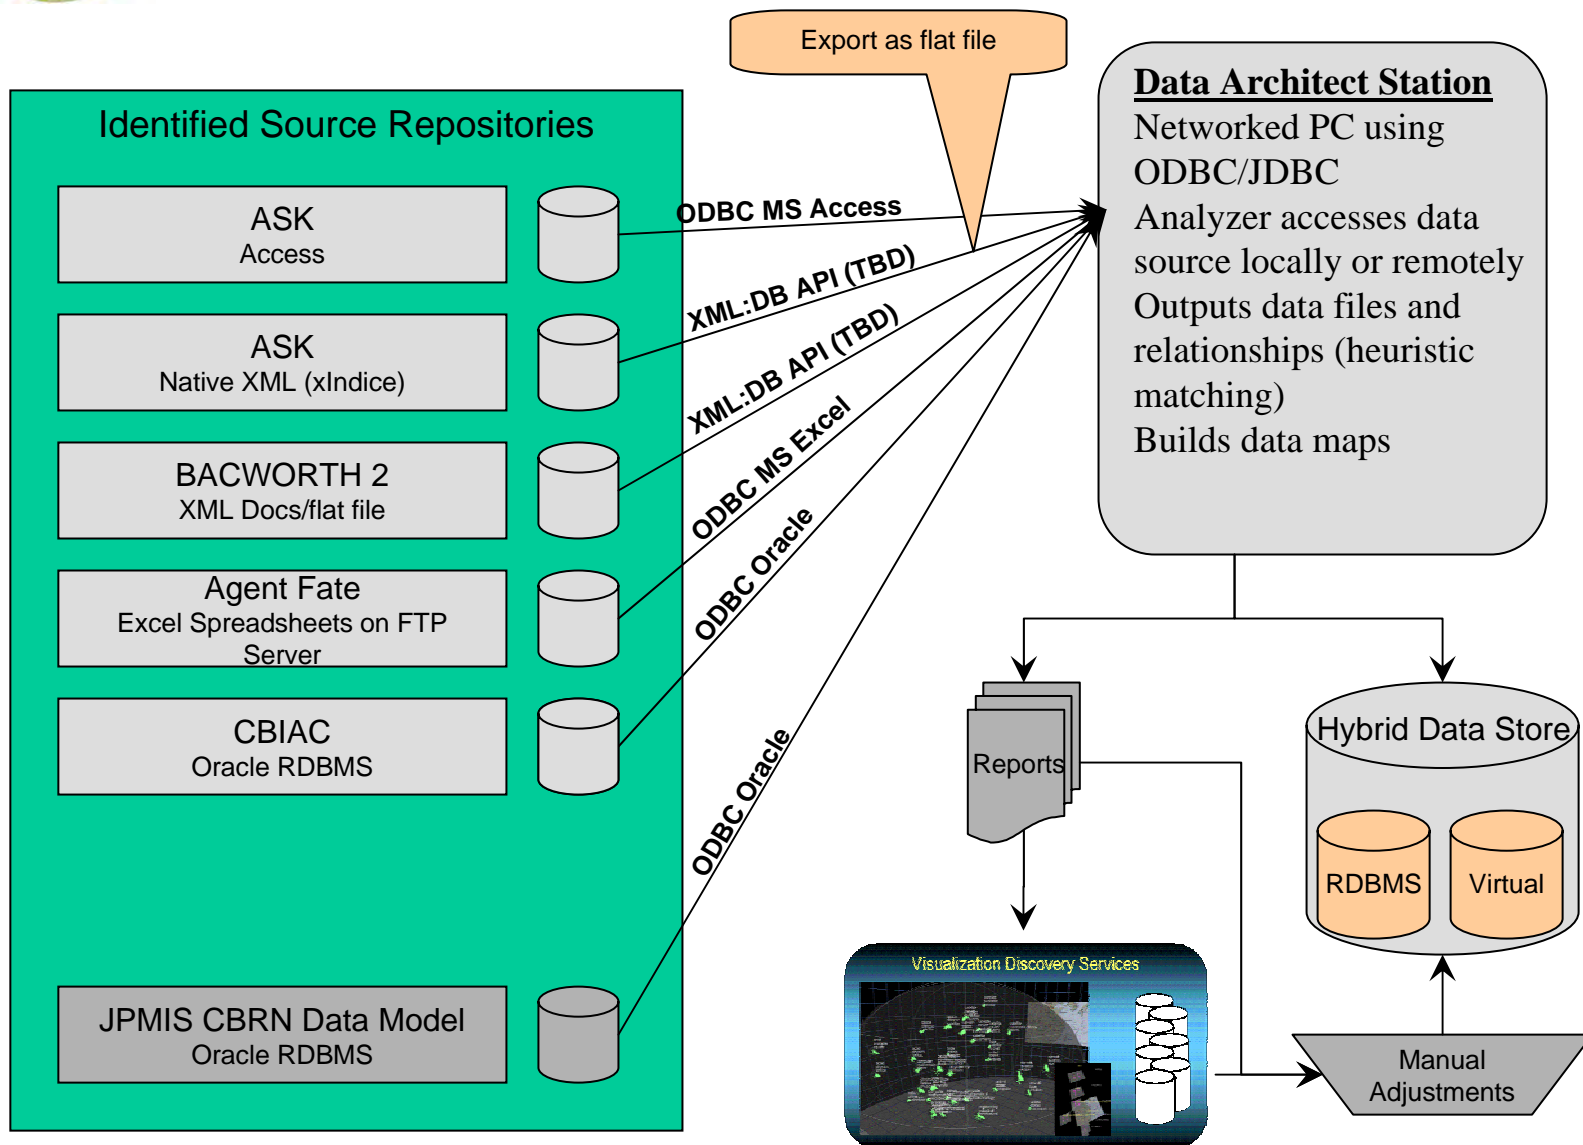 Export as flat file
Identified Source Repositories
ASK
Access
ASK
Native XML (xIndice)
BACWORTH 2
XML Docs/flat file
Agent Fate
Excel Spreadsheets on FTP
Server
CBIAC
Oracle RDBMS
JPMIS CBRN Data Model
Oracle RDBMS
ODBC MS Access
XML:DB API (TBD)
XML:DB API (TBD)
ODBC MS Excel
ODBC Oracle
ODBC Oracle
Data Architect Station
Networked PC using
ODBC/JDBC
Analyzer accesses data
source locally or remotely
Outputs data files and
relationships (heuristic
matching)
Builds data maps
Reports
Hybrid Data Store
RDBMS
Virtual
Visualization Discovery Services
Manual
Adjustments